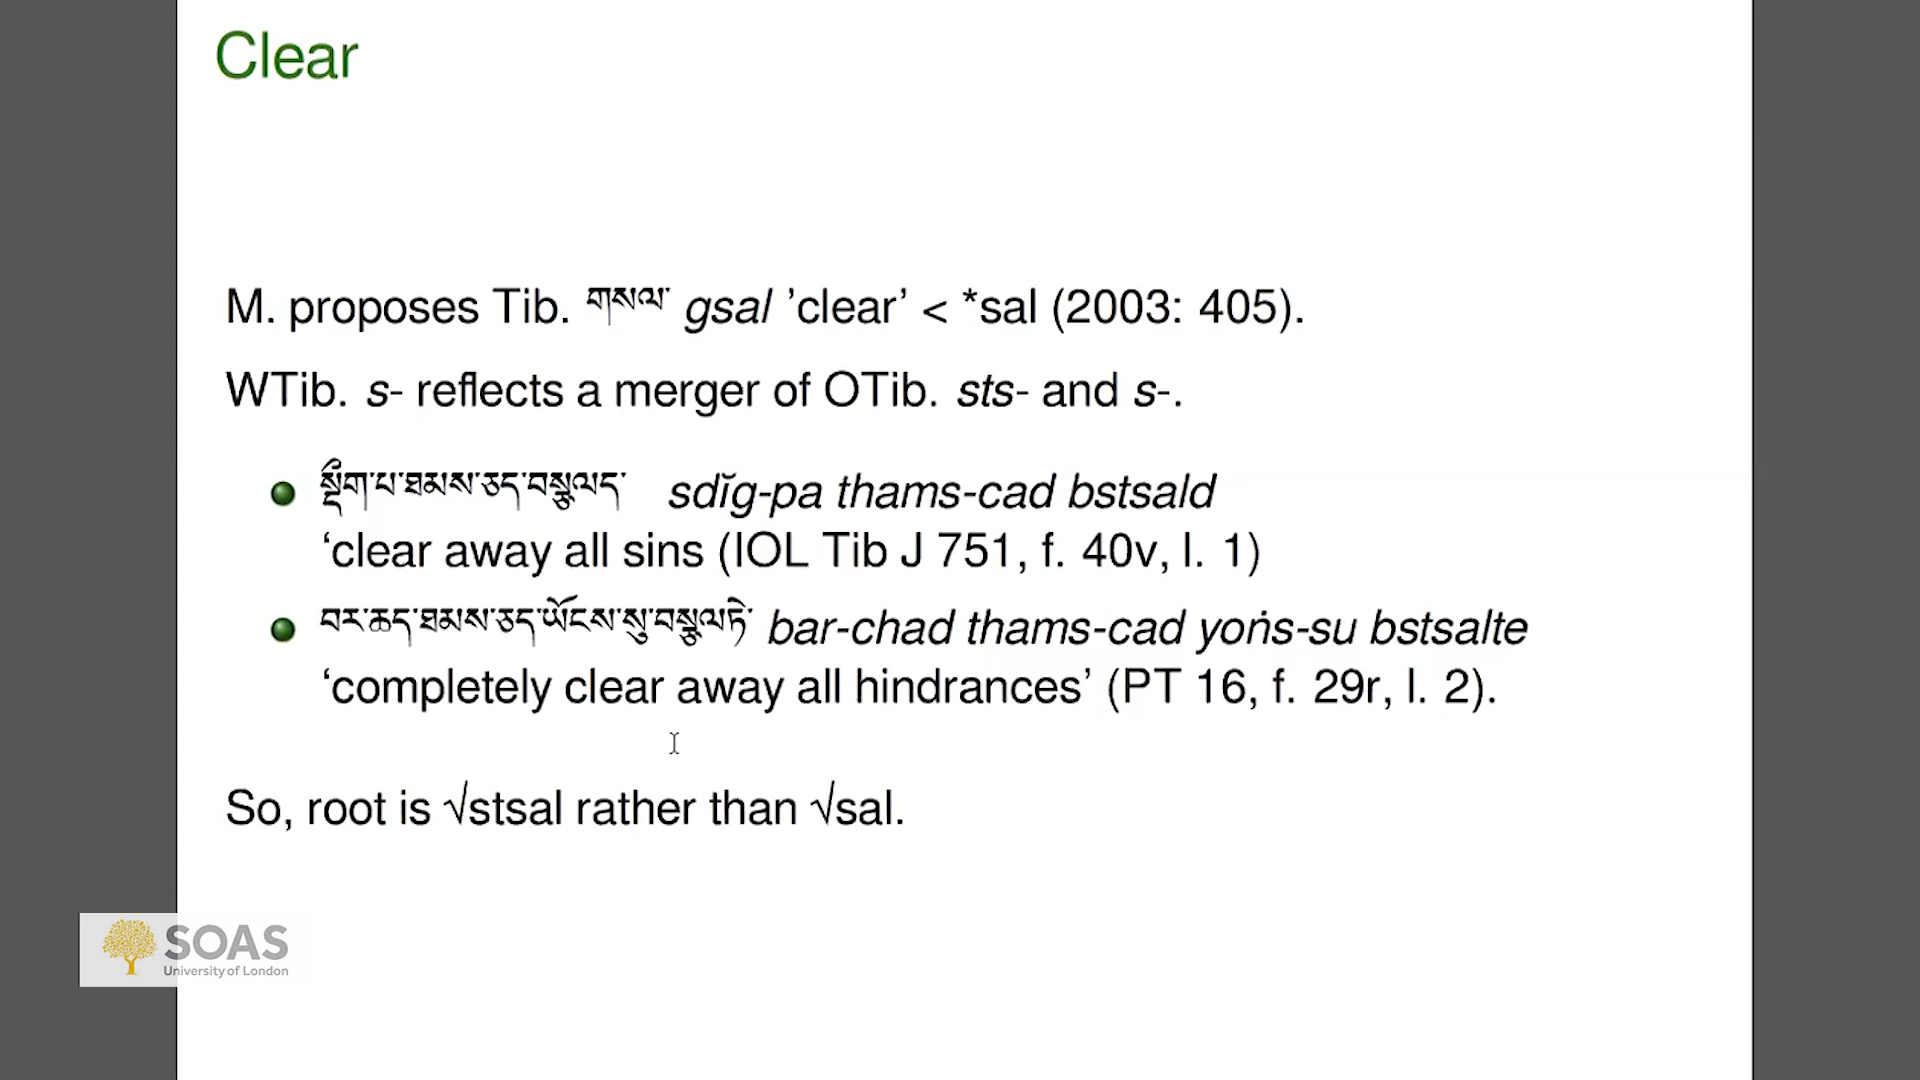 Clear
M. proposes Tib. གསལ་ gsal ’clear’ < *sal (2003: 405).
WTib. s- reflects a merger of OTib. sts- and s-.
སྡྀག་པ་ཐམས་ཅད་བསྩལད་ sdı̆g-pa thams-cad bstsald
‘clear away all sins (IOL Tib J 751, f. 40v, l. 1)
བར་ཆད་ཐམས་ཅད་ཡོངས་སུ་བསྩལཏེ་ bar-chad thams-cad yoṅs-su bstsalte
‘completely clear away all hindrances’ (PT 16, f. 29r, l. 2).
So, root is √stsal rather than √sal.
SOAS
University of London